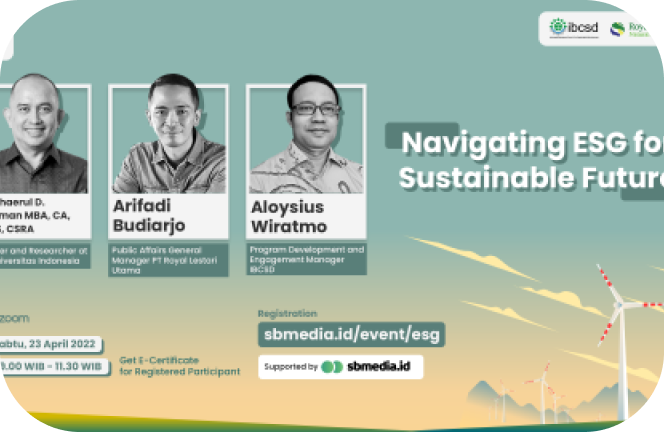 ibcsd
Roy
Navigating ESG fo
Sustainable Future
haerul D.
man MBA, CA,
S, CSRA
er and Researcher at
iversitas Indonesia
Arifadi
Budiarjo
Public Affairs General
Manager PT Royal Lestari
Utama
Aloysius
Wiratmo
Program Development and
Engagement Manager
IBCSD
zoom
abtu, 23 April 2022
9.00 WIB - 11.30 WIB
Get E-Certificate
for Registered Participant
Registration
sbmedia.id/event/esg
Supported by sbmedia.id